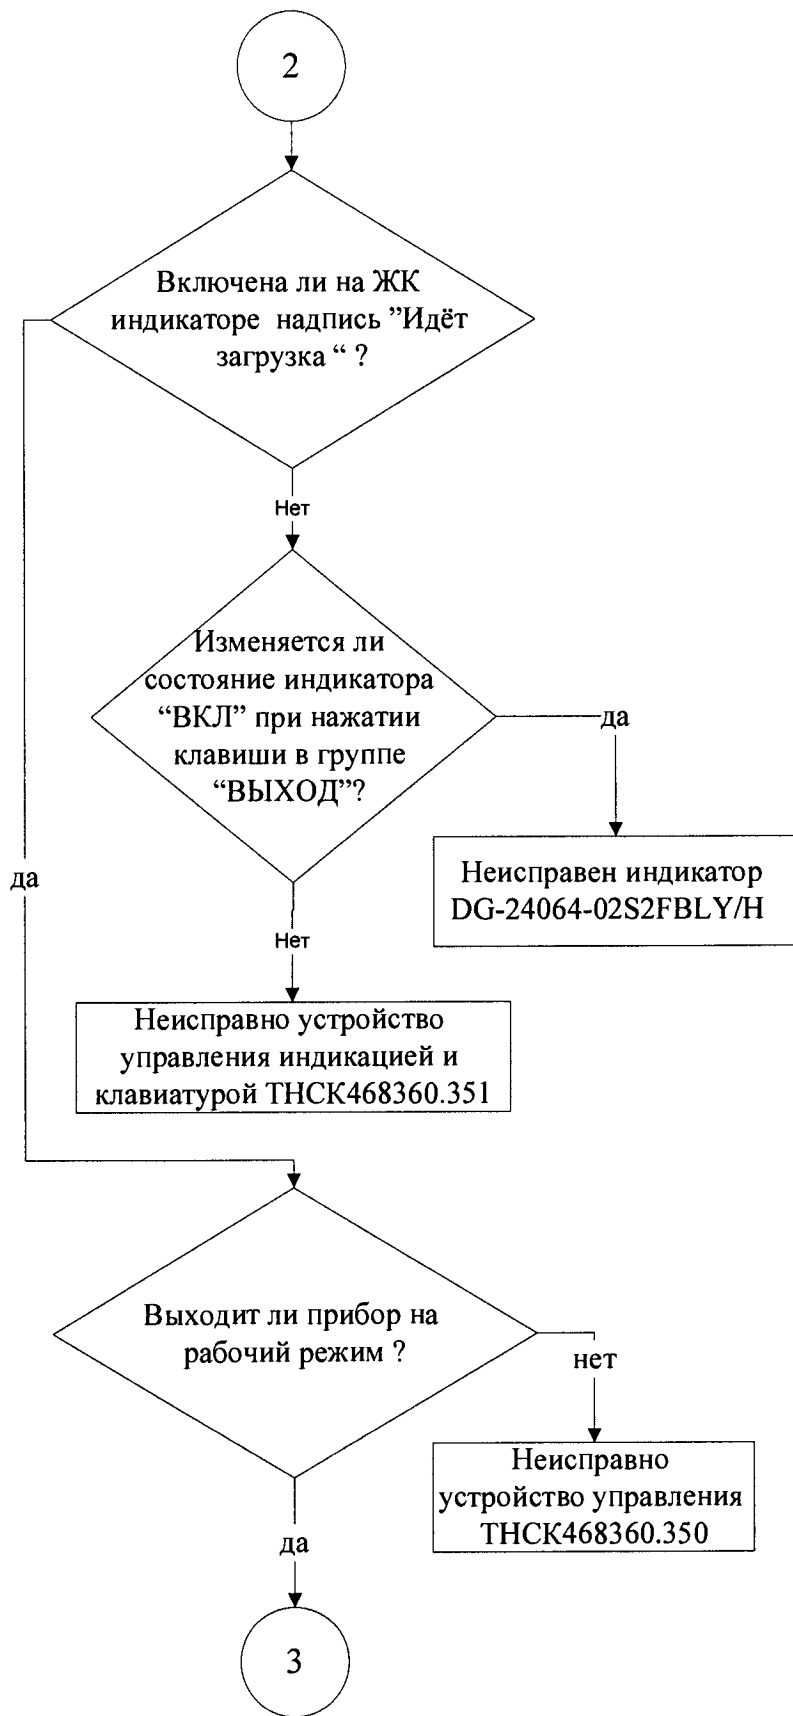 2
Включена ли на ЖК
индикаторе надпись ”Идёт
загрузка “ ?
Нет
Изменяется ли
состояние индикатора
“ВКЛ” при нажатии
клавиши в группе
“ВЫХОД”?
да
Неисправен индикатор
DG-24064-02S2FBLY/H
да
Нет
Неисправно устройство
управления индикацией и
клавиатурой ТНСК468360.351
Выходит ли прибор на
рабочий режим ?
нет
Неисправно
устройство управления
ТНСК468360.350
да
3